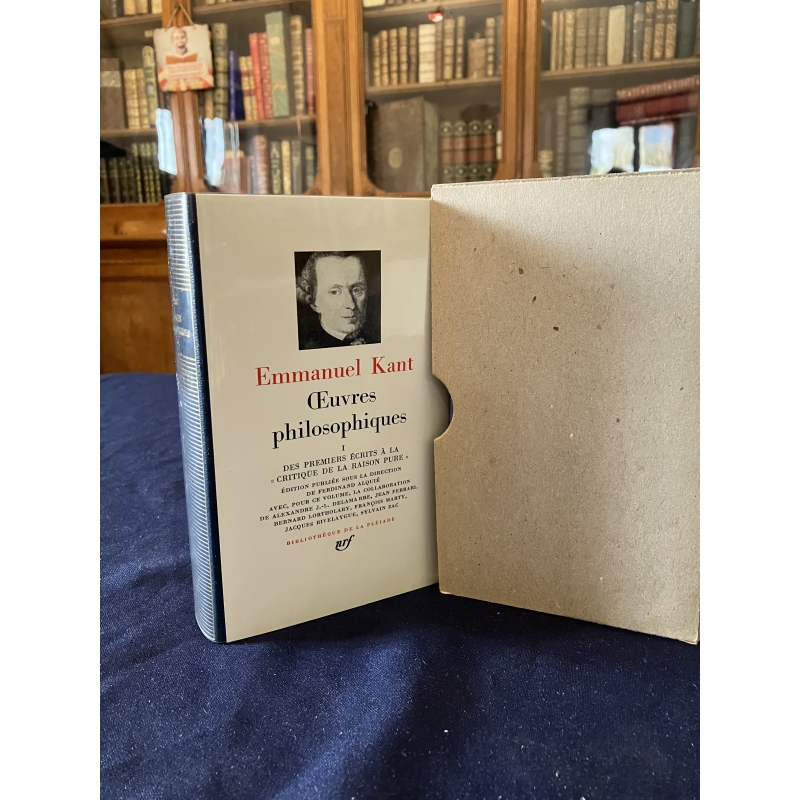 Emmanuel Kant
Œuvres
philosophiques
I
DES PREMIERS ÉCRITS À LA
« CRITIQUE DE LA RAISON PURE »
ÉDITION PUBLIÉE SOUS LA DIRECTION
DE FERDINAND ALQUIÉ
AVEC, POUR CE VOLUME, LA COLLABORATION
DE ALEXANDRE J.-L. DELAMARRE, JEAN FERRARI,
BERNARD LORTHOLARY, FRANÇOIS MARTY,
JACQUES RIVELAYGUE, SYLVAIN ZAC
BIBLIOTHÈQUE DE LA PLÉIADE
nrf